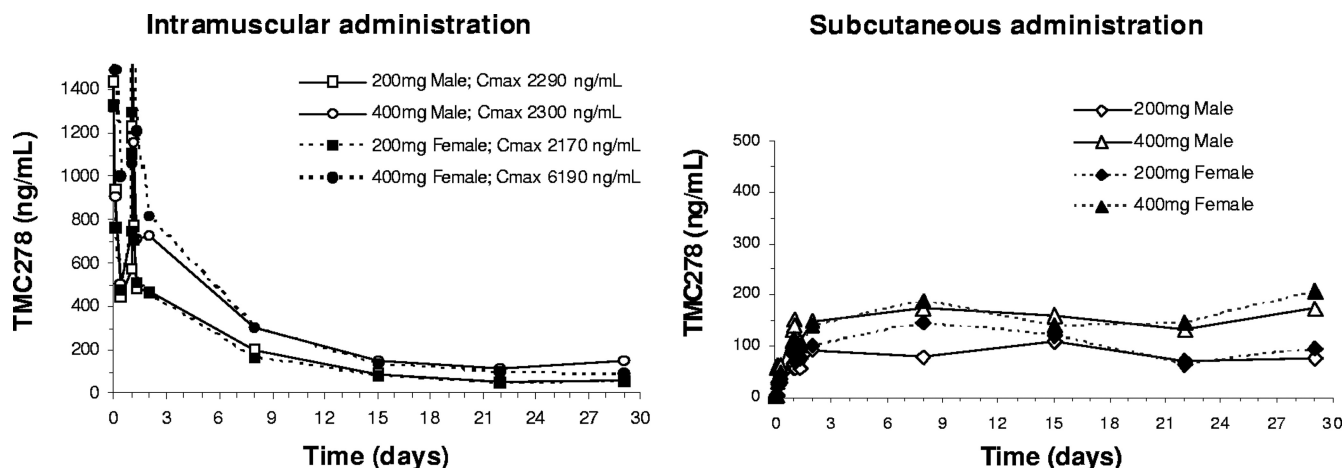 Intramuscular administration
TMC278 (ng/mL)
1400
1200
1000
800
600
400
200
0
200mg Male; Cmax 2290 ng/mL
400mg Male; Cmax 2300 ng/mL
200mg Female; Cmax 2170 ng/mL
400mg Female; Cmax 6190 ng/mL
0 3 6 9 12 15 18 21 24 27 30
Time (days)
Subcutaneous administration
TMC278 (ng/mL)
500
400
300
200
100
0
200mg Male
400mg Male
200mg Female
400mg Female
0 3 6 9 12 15 18 21 24 27 30
Time (days)